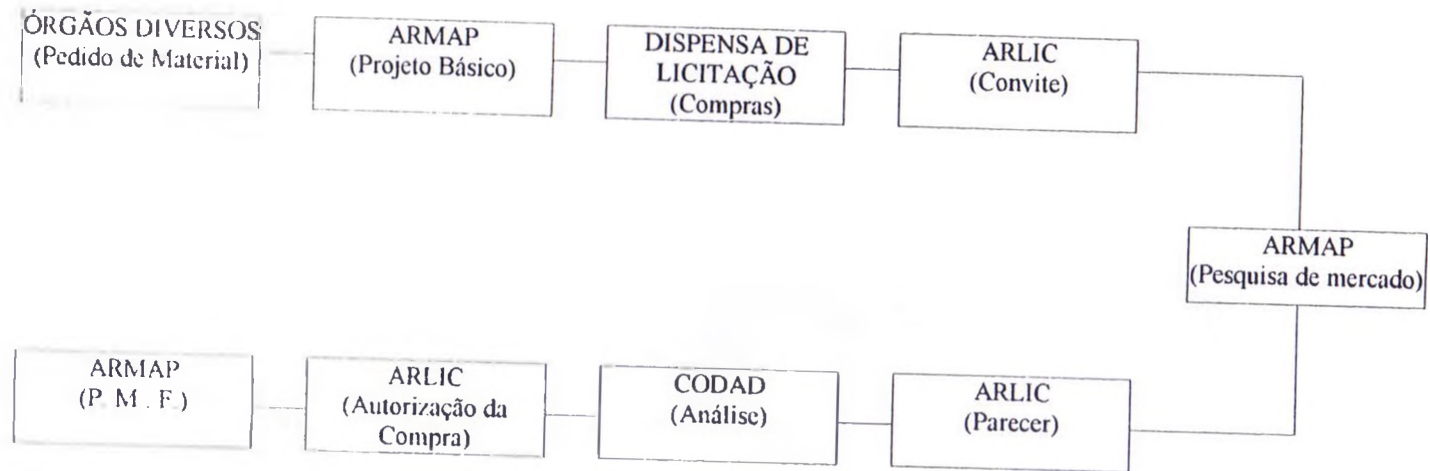 ÓRGÃOS DIVERSOS
(Pedido de Material)
ARMAP
(Projeto Básico)
DISPENSA DE
LICITAÇÃO
(Compras)
ARLIC
(Convite)
ARMAP
(Pesquisa de mercado)
ARMAP
(P. M . F. )
ARLIC
(Autorização da
Compra)
CODAD
(Análise)
ARLIC
(Parecer)